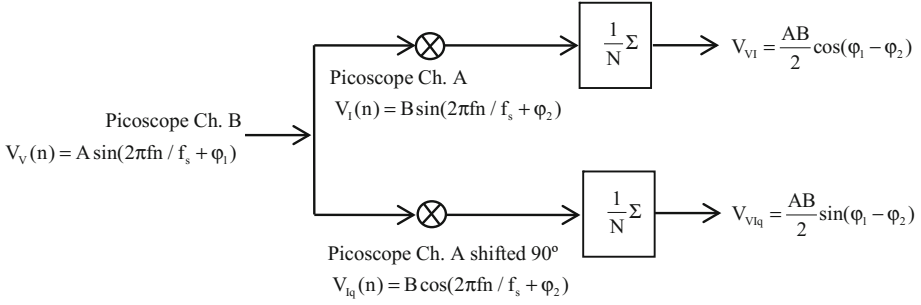 Picoscope Ch. B
V_V(n) = A sin(2πfn / f_s + φ_1)
Picoscope Ch. A
V_I(n) = B sin(2πfn / f_s + φ_2)
1/N Σ
V_VI = AB/2 cos(φ_1 − φ_2)
Picoscope Ch. A shifted 90º
V_Iq(n) = B cos(2πfn / f_s + φ_2)
1/N Σ
V_VIq = AB/2 sin(φ_1 − φ_2)